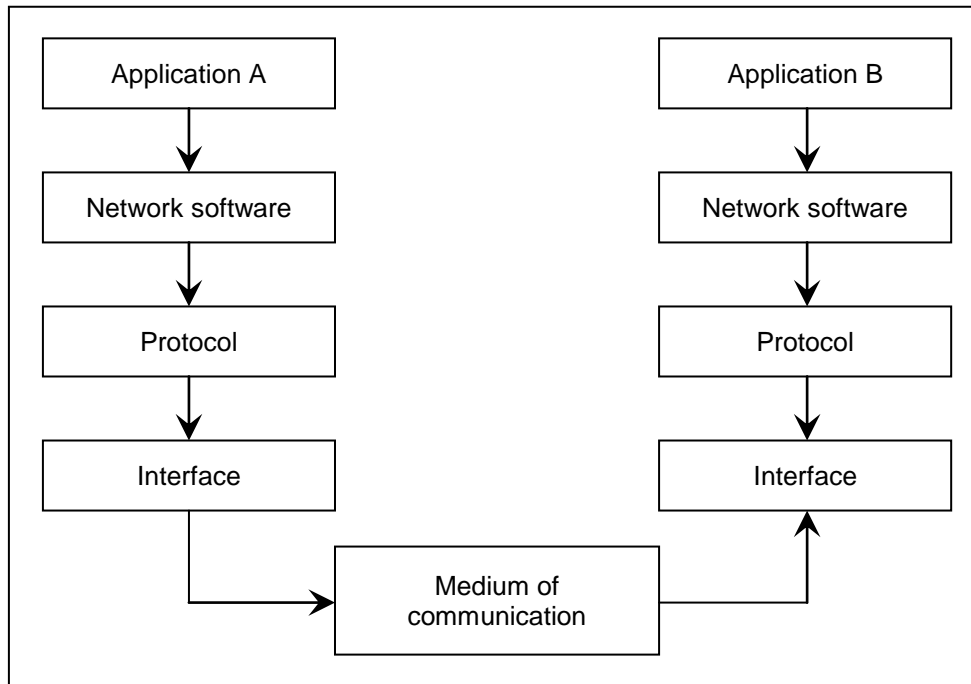 Application A
Application B
Network software
Network software
Protocol
Protocol
Interface
Interface
Medium of
communication